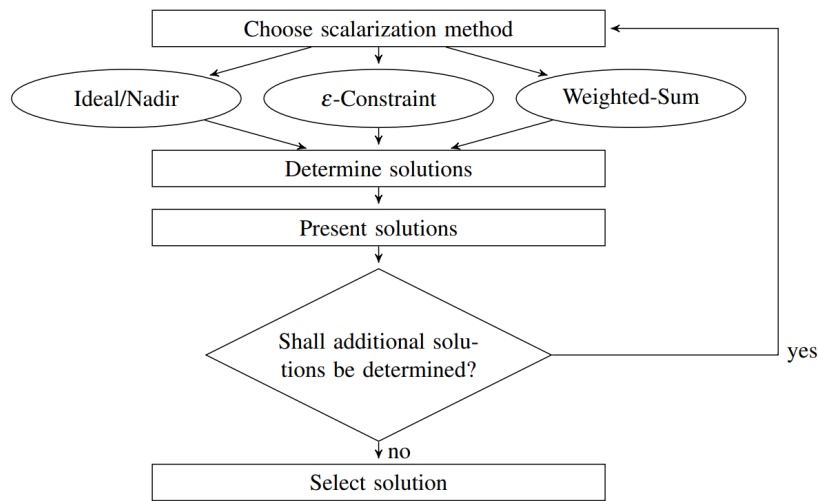 Choose scalarization method
Ideal/Nadir
ε-Constraint
Weighted-Sum
Determine solutions
Present solutions
Shall additional solu-
tions be determined?
yes
no
Select solution